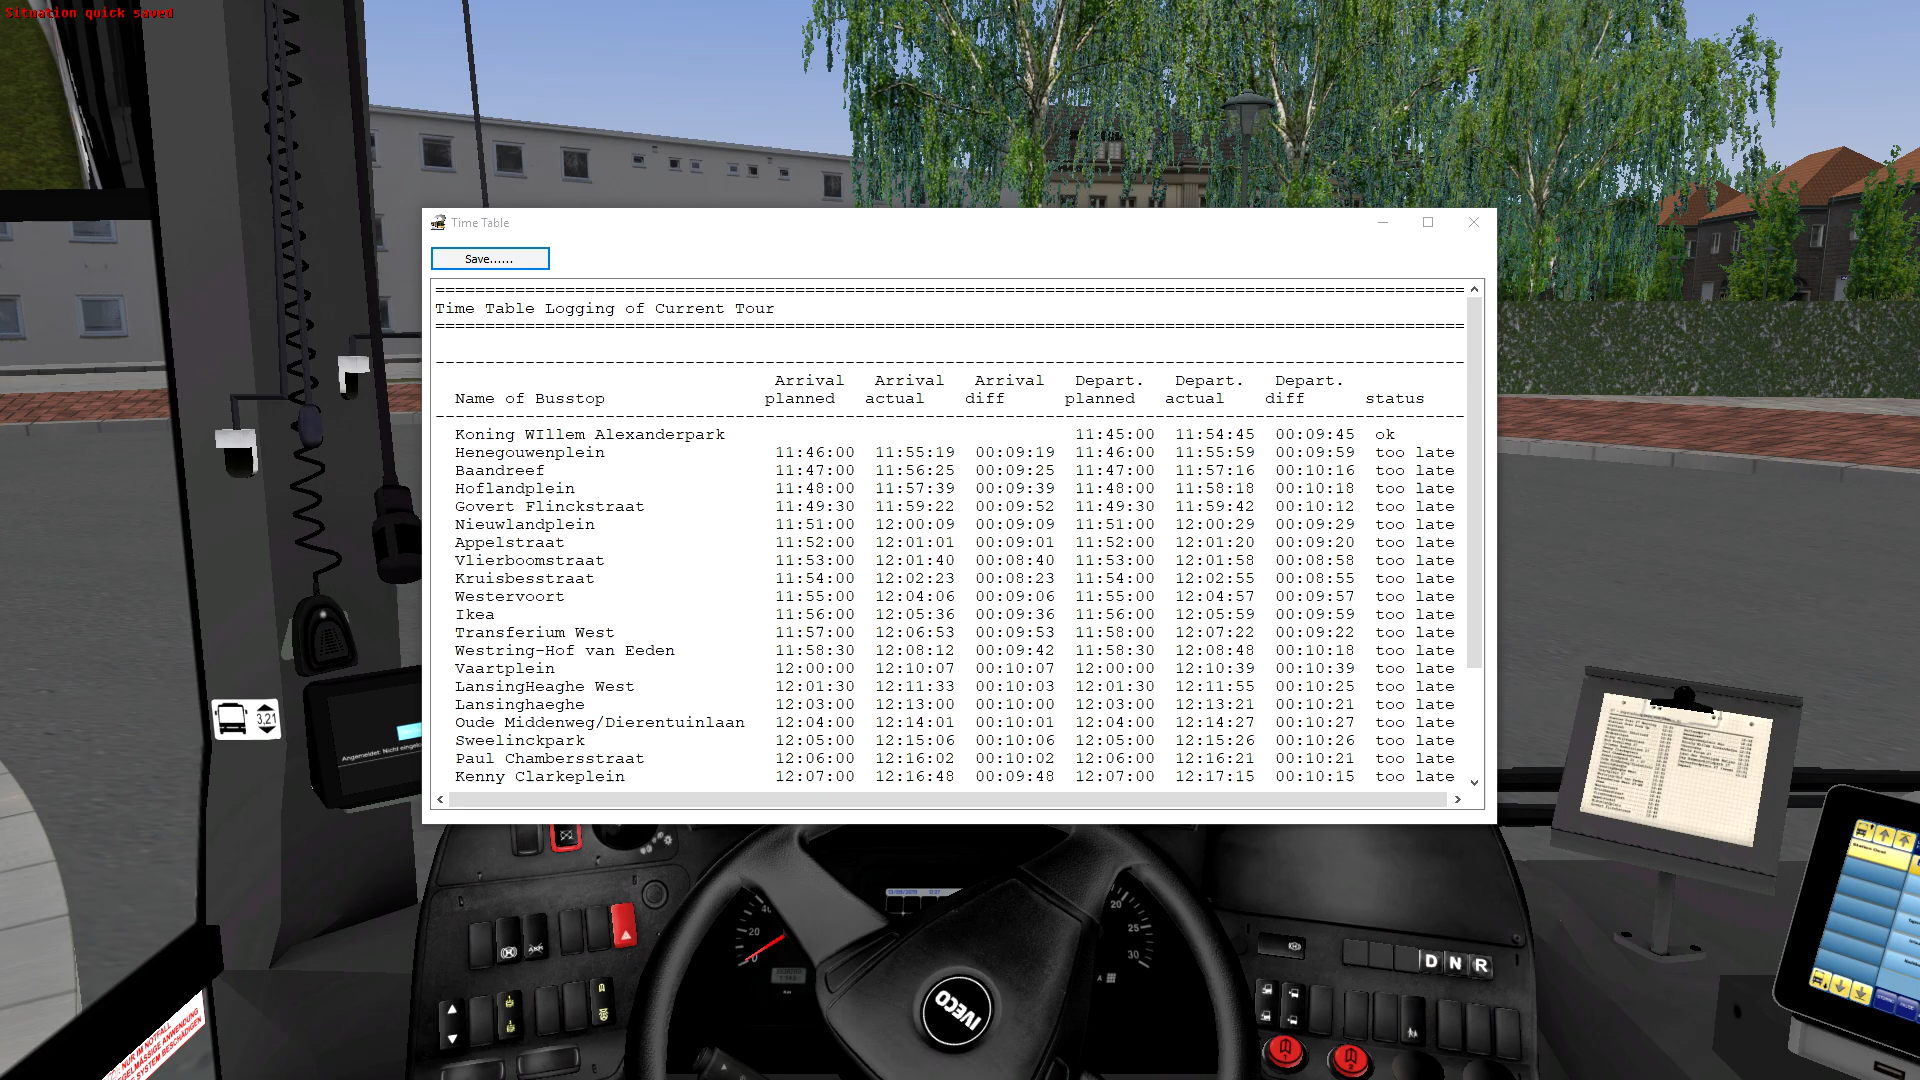 Situation quick saved
Time Table
Save......
Time Table Logging of Current Tour
Arrival Arrival Arrival Depart. Depart. Depart.
Name of Busstop planned actual diff planned actual diff status
Koning WIllem Alexanderpark 11:45:00 11:54:45 00:09:45 ok
Henegouwenplein 11:46:00 11:55:19 00:09:19 11:46:00 11:55:59 00:09:59 too late
Baandreef 11:47:00 11:56:25 00:09:25 11:47:00 11:57:16 00:10:16 too late
Hoflandplein 11:48:00 11:57:39 00:09:39 11:48:00 11:58:18 00:10:18 too late
Govert Flinckstraat 11:49:30 11:59:22 00:09:52 11:49:30 11:59:42 00:10:12 too late
Nieuwlandplein 11:51:00 12:00:09 00:09:09 11:51:00 12:00:29 00:09:29 too late
Appelstraat 11:52:00 12:01:01 00:09:01 11:52:00 12:01:20 00:09:20 too late
Vlierboomstraat 11:53:00 12:01:40 00:08:40 11:53:00 12:01:58 00:08:58 too late
Kruisbesstraat 11:54:00 12:02:23 00:08:23 11:54:00 12:02:55 00:08:55 too late
Westervoort 11:55:00 12:04:06 00:09:06 11:55:00 12:04:57 00:09:57 too late
Ikea 11:56:00 12:05:36 00:09:36 11:56:00 12:05:59 00:09:59 too late
Transferium West 11:57:00 12:06:53 00:09:53 11:58:00 12:07:22 00:09:22 too late
Westring-Hof van Eeden 11:58:30 12:08:12 00:09:42 11:58:30 12:08:48 00:10:18 too late
Vaartplein 12:00:00 12:10:07 00:10:07 12:00:00 12:10:39 00:10:39 too late
LansingHeaghe West 12:01:30 12:11:33 00:10:03 12:01:30 12:11:55 00:10:25 too late
Lansinghaeghe 12:03:00 12:13:00 00:10:00 12:03:00 12:13:21 00:10:21 too late
Oude Middenweg/Dierentuinlaan 12:04:00 12:14:01 00:10:01 12:04:00 12:14:27 00:10:27 too late
Sweelinckpark 12:05:00 12:15:06 00:10:06 12:05:00 12:15:26 00:10:26 too late
Paul Chambersstraat 12:06:00 12:16:02 00:10:02 12:06:00 12:16:21 00:10:21 too late
Kenny Clarkeplein 12:07:00 12:16:48 00:09:48 12:07:00 12:17:15 00:10:15 too late
3,21
Angemeldet: Nicht
20
0
20
25
30
A
D N R
IVECO
NUR IM NOTFALL